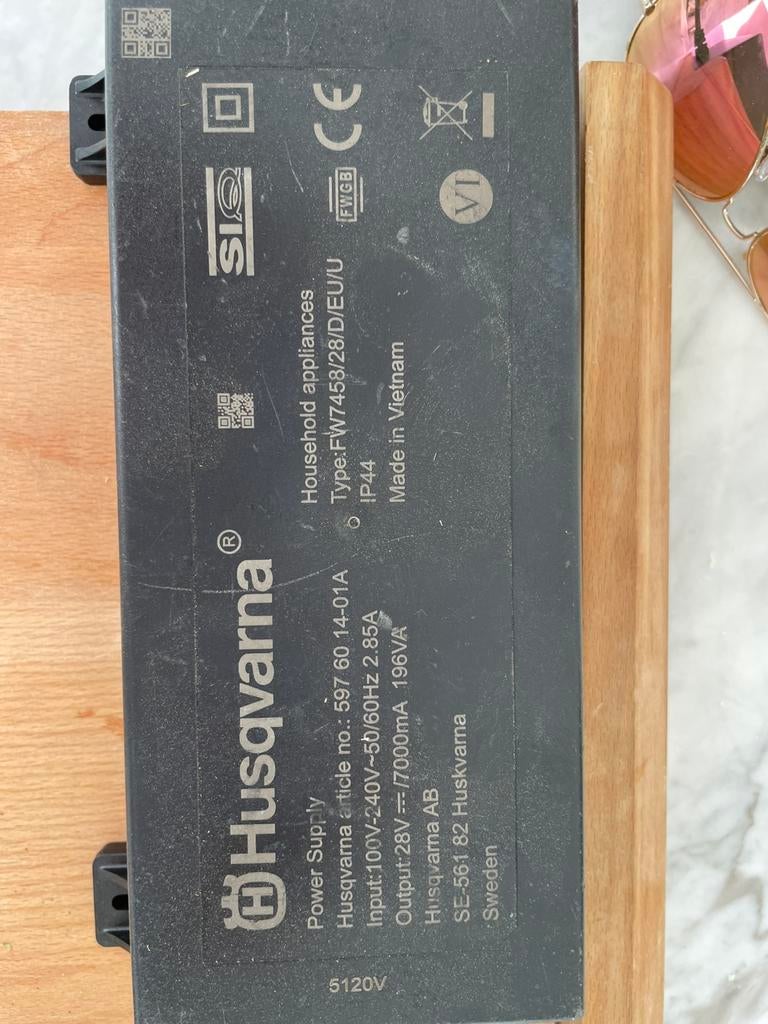 Husqvarna®
Power Supply
Husqvarna article no.: 597 60 14-01A
Input:100V-240V~50/60Hz 2.85A
Output:28V ⎓ /7000mA 196VA
Husqvarna AB
SE-561 82 Huskvarna
Sweden
Household appliances
Type:FW7458/28/D/EU/U
IP44
Made in Vietnam
SIQ
CE
FWGB
VI
5120V